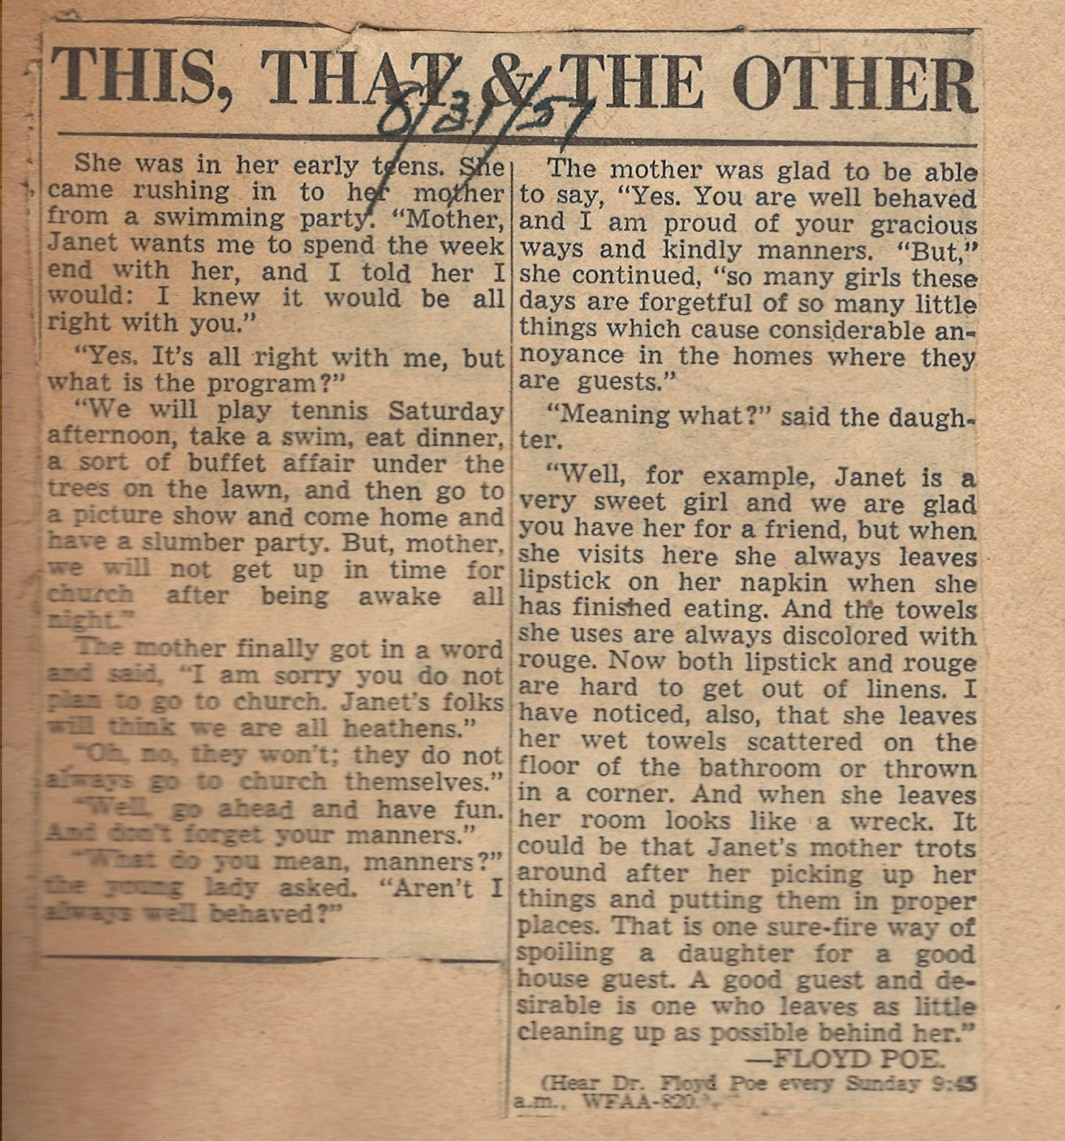 THIS, THAT & THE OTHER
8/31/51
She was in her early teens. She
came rushing in to her mother
from a swimming party. “Mother,
Janet wants me to spend the week
end with her, and I told her I
would: I knew it would be all
right with you.”
“Yes. It’s all right with me, but
what is the program?”
“We will play tennis Saturday
afternoon, take a swim, eat dinner,
a sort of buffet affair under the
trees on the lawn, and then go to
a picture show and come home and
have a slumber party. But, mother,
we will not get up in time for
church after being awake all
night.”
The mother finally got in a word
and said, “I am sorry you do not
plan to go to church. Janet’s folks
will think we are all heathens.”
“Oh, no, they won’t; they do not
always go to church themselves.”
“Well, go ahead and have fun.
And don’t forget your manners.”
“What do you mean, manners?”
the young lady asked. “Aren’t I
always well behaved?”
The mother was glad to be able
to say, “Yes. You are well behaved
and I am proud of your gracious
ways and kindly manners. “But,”
she continued, “so many girls these
days are forgetful of so many little
things which cause considerable an-
noyance in the homes where they
are guests.”
“Meaning what?” said the daugh-
ter.
“Well, for example, Janet is a
very sweet girl and we are glad
you have her for a friend, but when
she visits here she always leaves
lipstick on her napkin when she
has finished eating. And the towels
she uses are always discolored with
rouge. Now both lipstick and rouge
are hard to get out of linens. I
have noticed, also, that she leaves
her wet towels scattered on the
floor of the bathroom or thrown
in a corner. And when she leaves
her room looks like a wreck. It
could be that Janet’s mother trots
around after her picking up her
things and putting them in proper
places. That is one sure-fire way of
spoiling a daughter for a good
house guest. A good guest and de-
sirable is one who leaves as little
cleaning up as possible behind her.”
—FLOYD POE.
(Hear Dr. Floyd Poe every Sunday 9:45
a.m., WFAA-820.